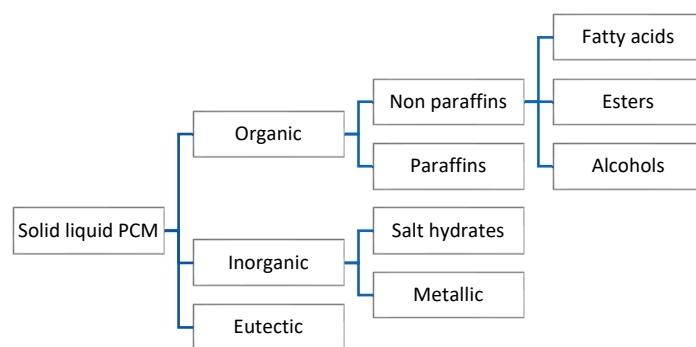 Fatty acids
Non paraffins
Esters
Organic
Paraffins
Alcohols
Solid liquid PCM
Salt hydrates
Inorganic
Metallic
Eutectic